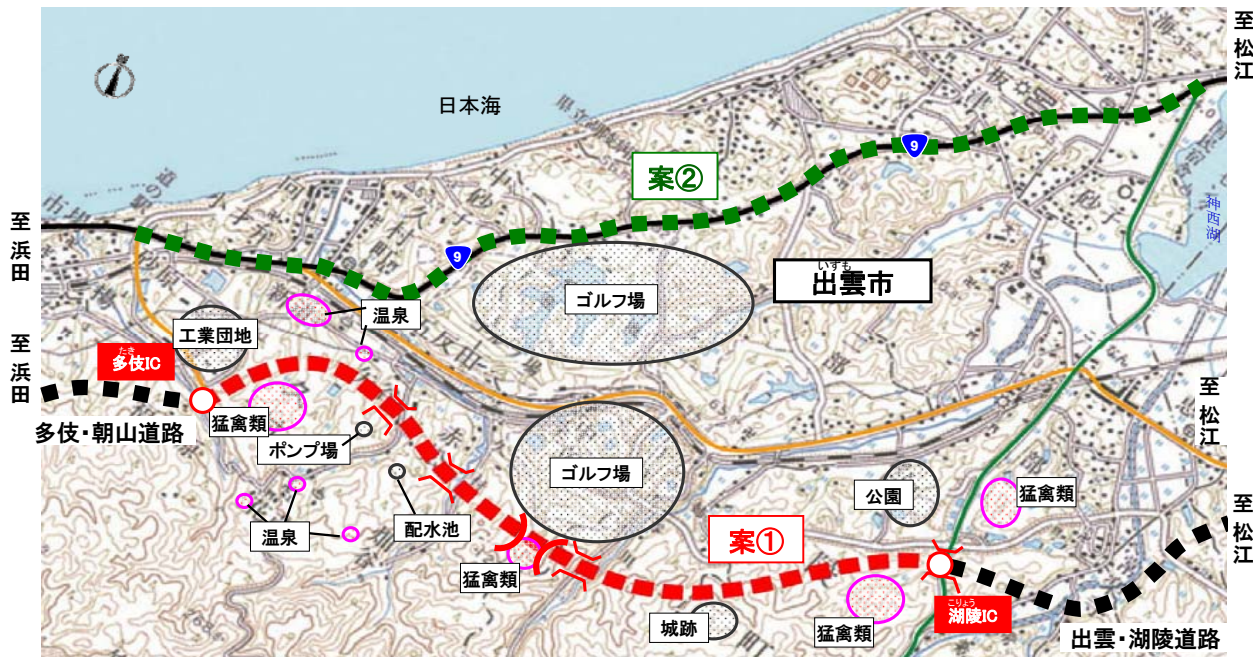 至松江
日本海
9
案②
神西湖
至浜田
9
いずも
出雲市
ゴルフ場
温泉
工業団地
至浜田
たき
多伎IC
至松江
多伎・朝山道路
猛禽類
ポンプ場
ゴルフ場
公園
猛禽類
至松江
温泉
配水池
案①
猛禽類
城跡
猛禽類
こりょう
湖陵IC
出雲・湖陵道路